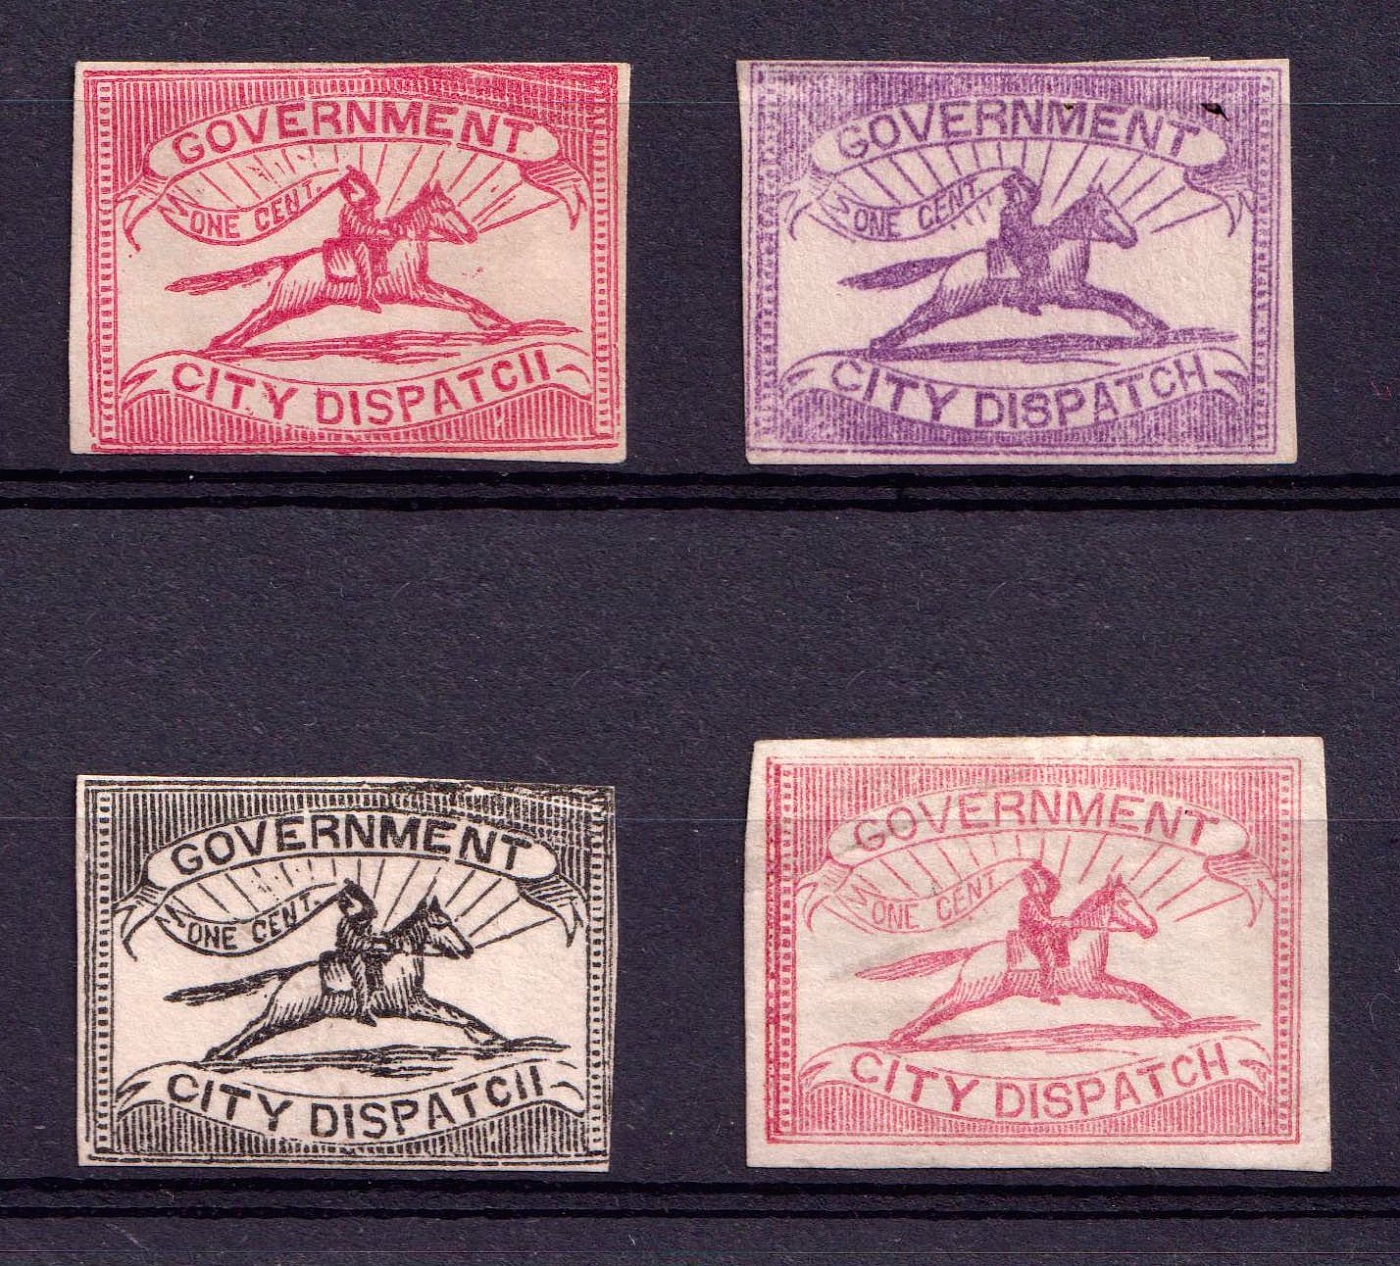 GOVERNMENT
ONE CENT.
CITY DISPATCII
GOVERNMENT
ONE CENT
CITY DISPATCH
GOVERNMENT
ONE CENT.
CITY DISPATCII
GOVERNMENT
ONE CENT
CITY DISPATCH